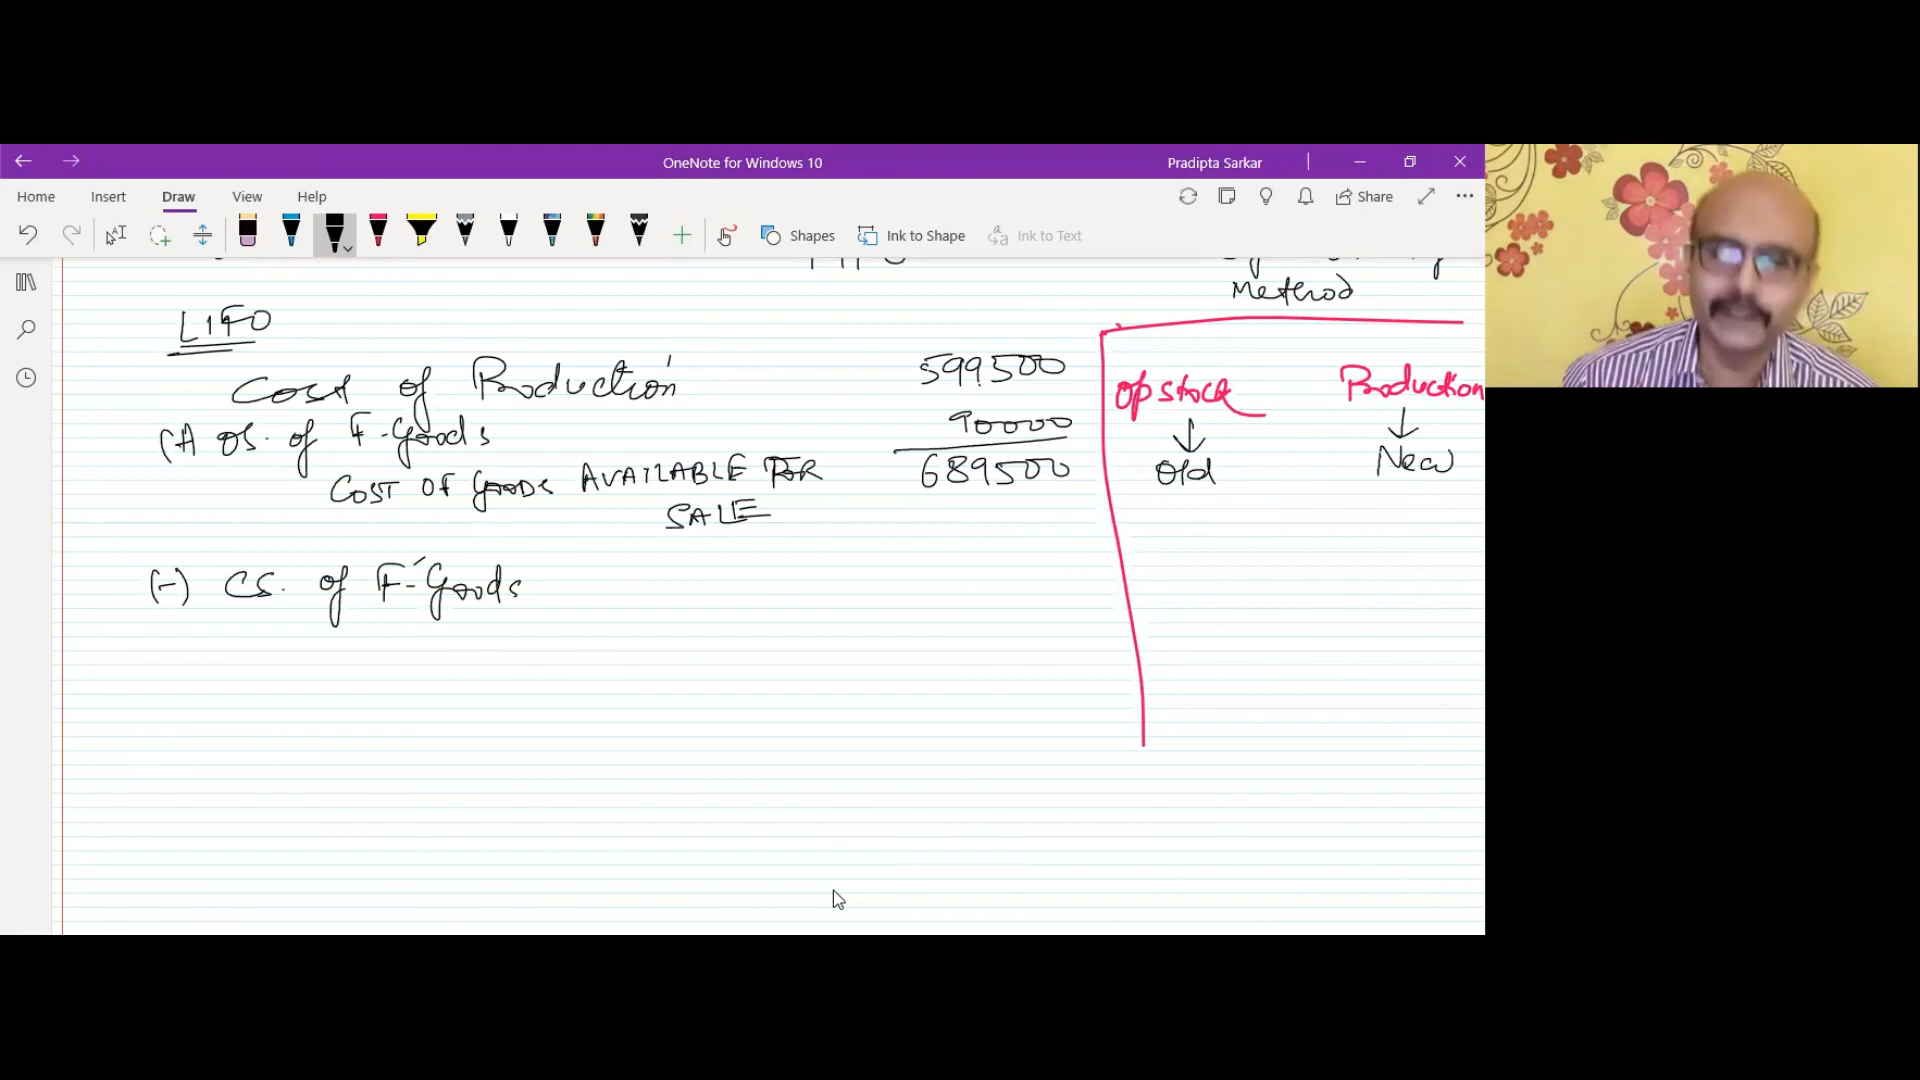 OneNote for Windows 10
Pradipta Sarkar
Home Insert Draw View Help
Share
Shapes Ink to Shape Ink to Text
Method
LIFO
Cost of Production 599500
(A OS. of F-Goods 90000
COST OF GOODS AVAILABLE FOR SALE 689500
(-) CS. of F-Goods
Op stock Production
Old New